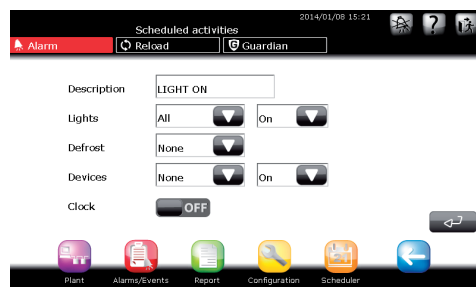 2014/01/08 15:21
Scheduled activities
?
Alarm Reload G Guardian
Description LIGHT ON
Lights All On
Defrost None
Devices None On
Clock OFF
Plant Alarms/Events Report Configuration Scheduler